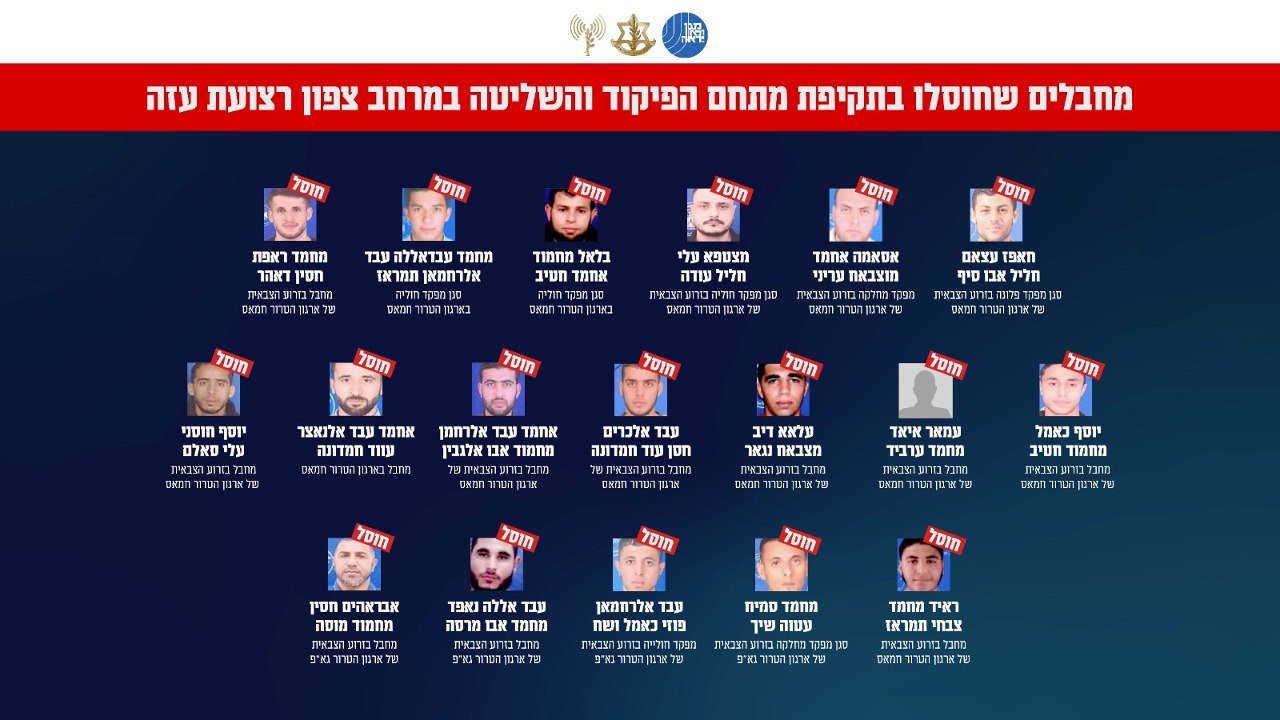 מגן ולא יראה
מחבלים שחוסלו בתקיפת מתחם הפיקוד והשליטה במרחב צפון רצועת עזה
חוסל
חאפז עצאם
חליל אבו סיף
סגן מפקד פלוגה בזרוע הצבאית
של ארגון הטרור חמאס
חוסל
אסאמה אחמד
מוצבאח עריני
מפקד מחלקה בזרוע הצבאית
של ארגון הטרור חמאס
חוסל
מצטפא עלי
חליל עודה
סגן מפקד חוליה בזרוע הצבאית
של ארגון הטרור חמאס
חוסל
בלאל מחמוד
אחמד חטיב
סגן מפקד חוליה
בארגון הטרור חמאס
חוסל
מחמד עבדאללה עבד
אלרחמאן תמראז
סגן מפקד חוליה
בארגון הטרור חמאס
חוסל
מחמד ראפת
חסין דאהר
מחבל בזרוע הצבאית
של ארגון הטרור חמאס
חוסל
יוסף כאמל
מחמוד חטיב
מחבל בזרוע הצבאית
של ארגון הטרור חמאס
חוסל
עמאר איאד
מחמד ערביד
מחבל בזרוע הצבאית
של ארגון הטרור חמאס
חוסל
עלאא דיב
מצבאח נגאר
מחבל בזרוע הצבאית
של ארגון הטרור חמאס
חוסל
עבד אלכרים
חסן עוד חמדונה
מחבל בזרוע הצבאית של
ארגון הטרור חמאס
חוסל
אחמד עבד אלרחמן
מחמוד אבו אלגבין
מחבל בזרוע הצבאית של
ארגון הטרור חמאס
חוסל
אחמד עבד אלנאצר
עווד חמדונה
מחבל בארגון הטרור חמאס
חוסל
יוסף חוסני
עלי סאלם
מחבל בזרוע הצבאית
של ארגון הטרור חמאס
חוסל
ראיד מחמד
צבחי תמראז
מחבל בזרוע הצבאית
של ארגון הטרור חמאס
חוסל
מחמד סמיח
עטווה שיך
סגן מפקד מחלקה בזרוע הצבאית
של ארגון הטרור גא״פ
חוסל
עבד אלרחמאן
פוזי כאמל ושח
מפקד חולייה בזרוע הצבאית
של ארגון הטרור גא״פ
חוסל
עבד אללה נאפד
מחמד אבו מרסה
מחבל בזרוע הצבאית
של ארגון הטרור גא״פ
חוסל
אבראהים חסין
מחמוד מוסה
מחבל בזרוע הצבאית
של ארגון הטרור גא״פ